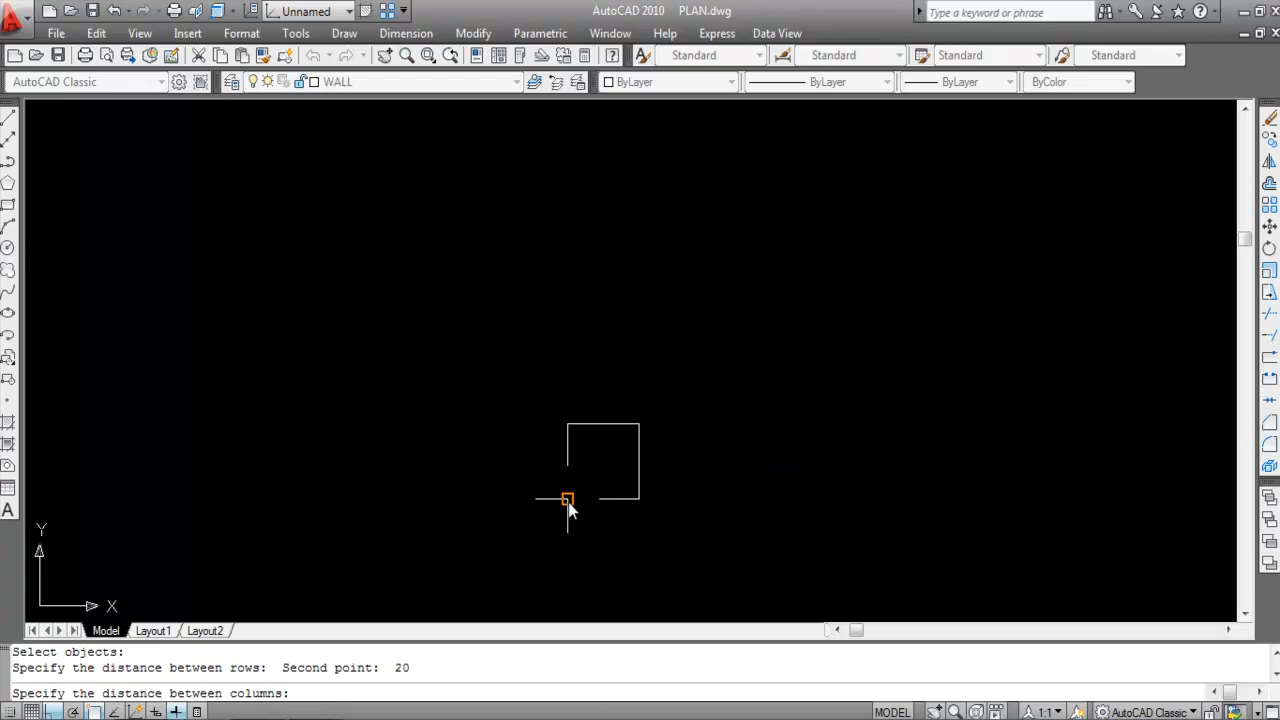 Unnamed AutoCAD 2010 PLAN.dwg Type a keyword or phrase
File Edit View Insert Format Tools Draw Dimension Modify Parametric Window Help Express Data View
Standard Standard Standard Standard
AutoCAD Classic WALL ByLayer ByLayer ByLayer ByColor
Y
X
Model Layout1 Layout2
Select objects:
Specify the distance between rows:  Second point:  20
Specify the distance between columns:
MODEL 1:1 AutoCAD Classic